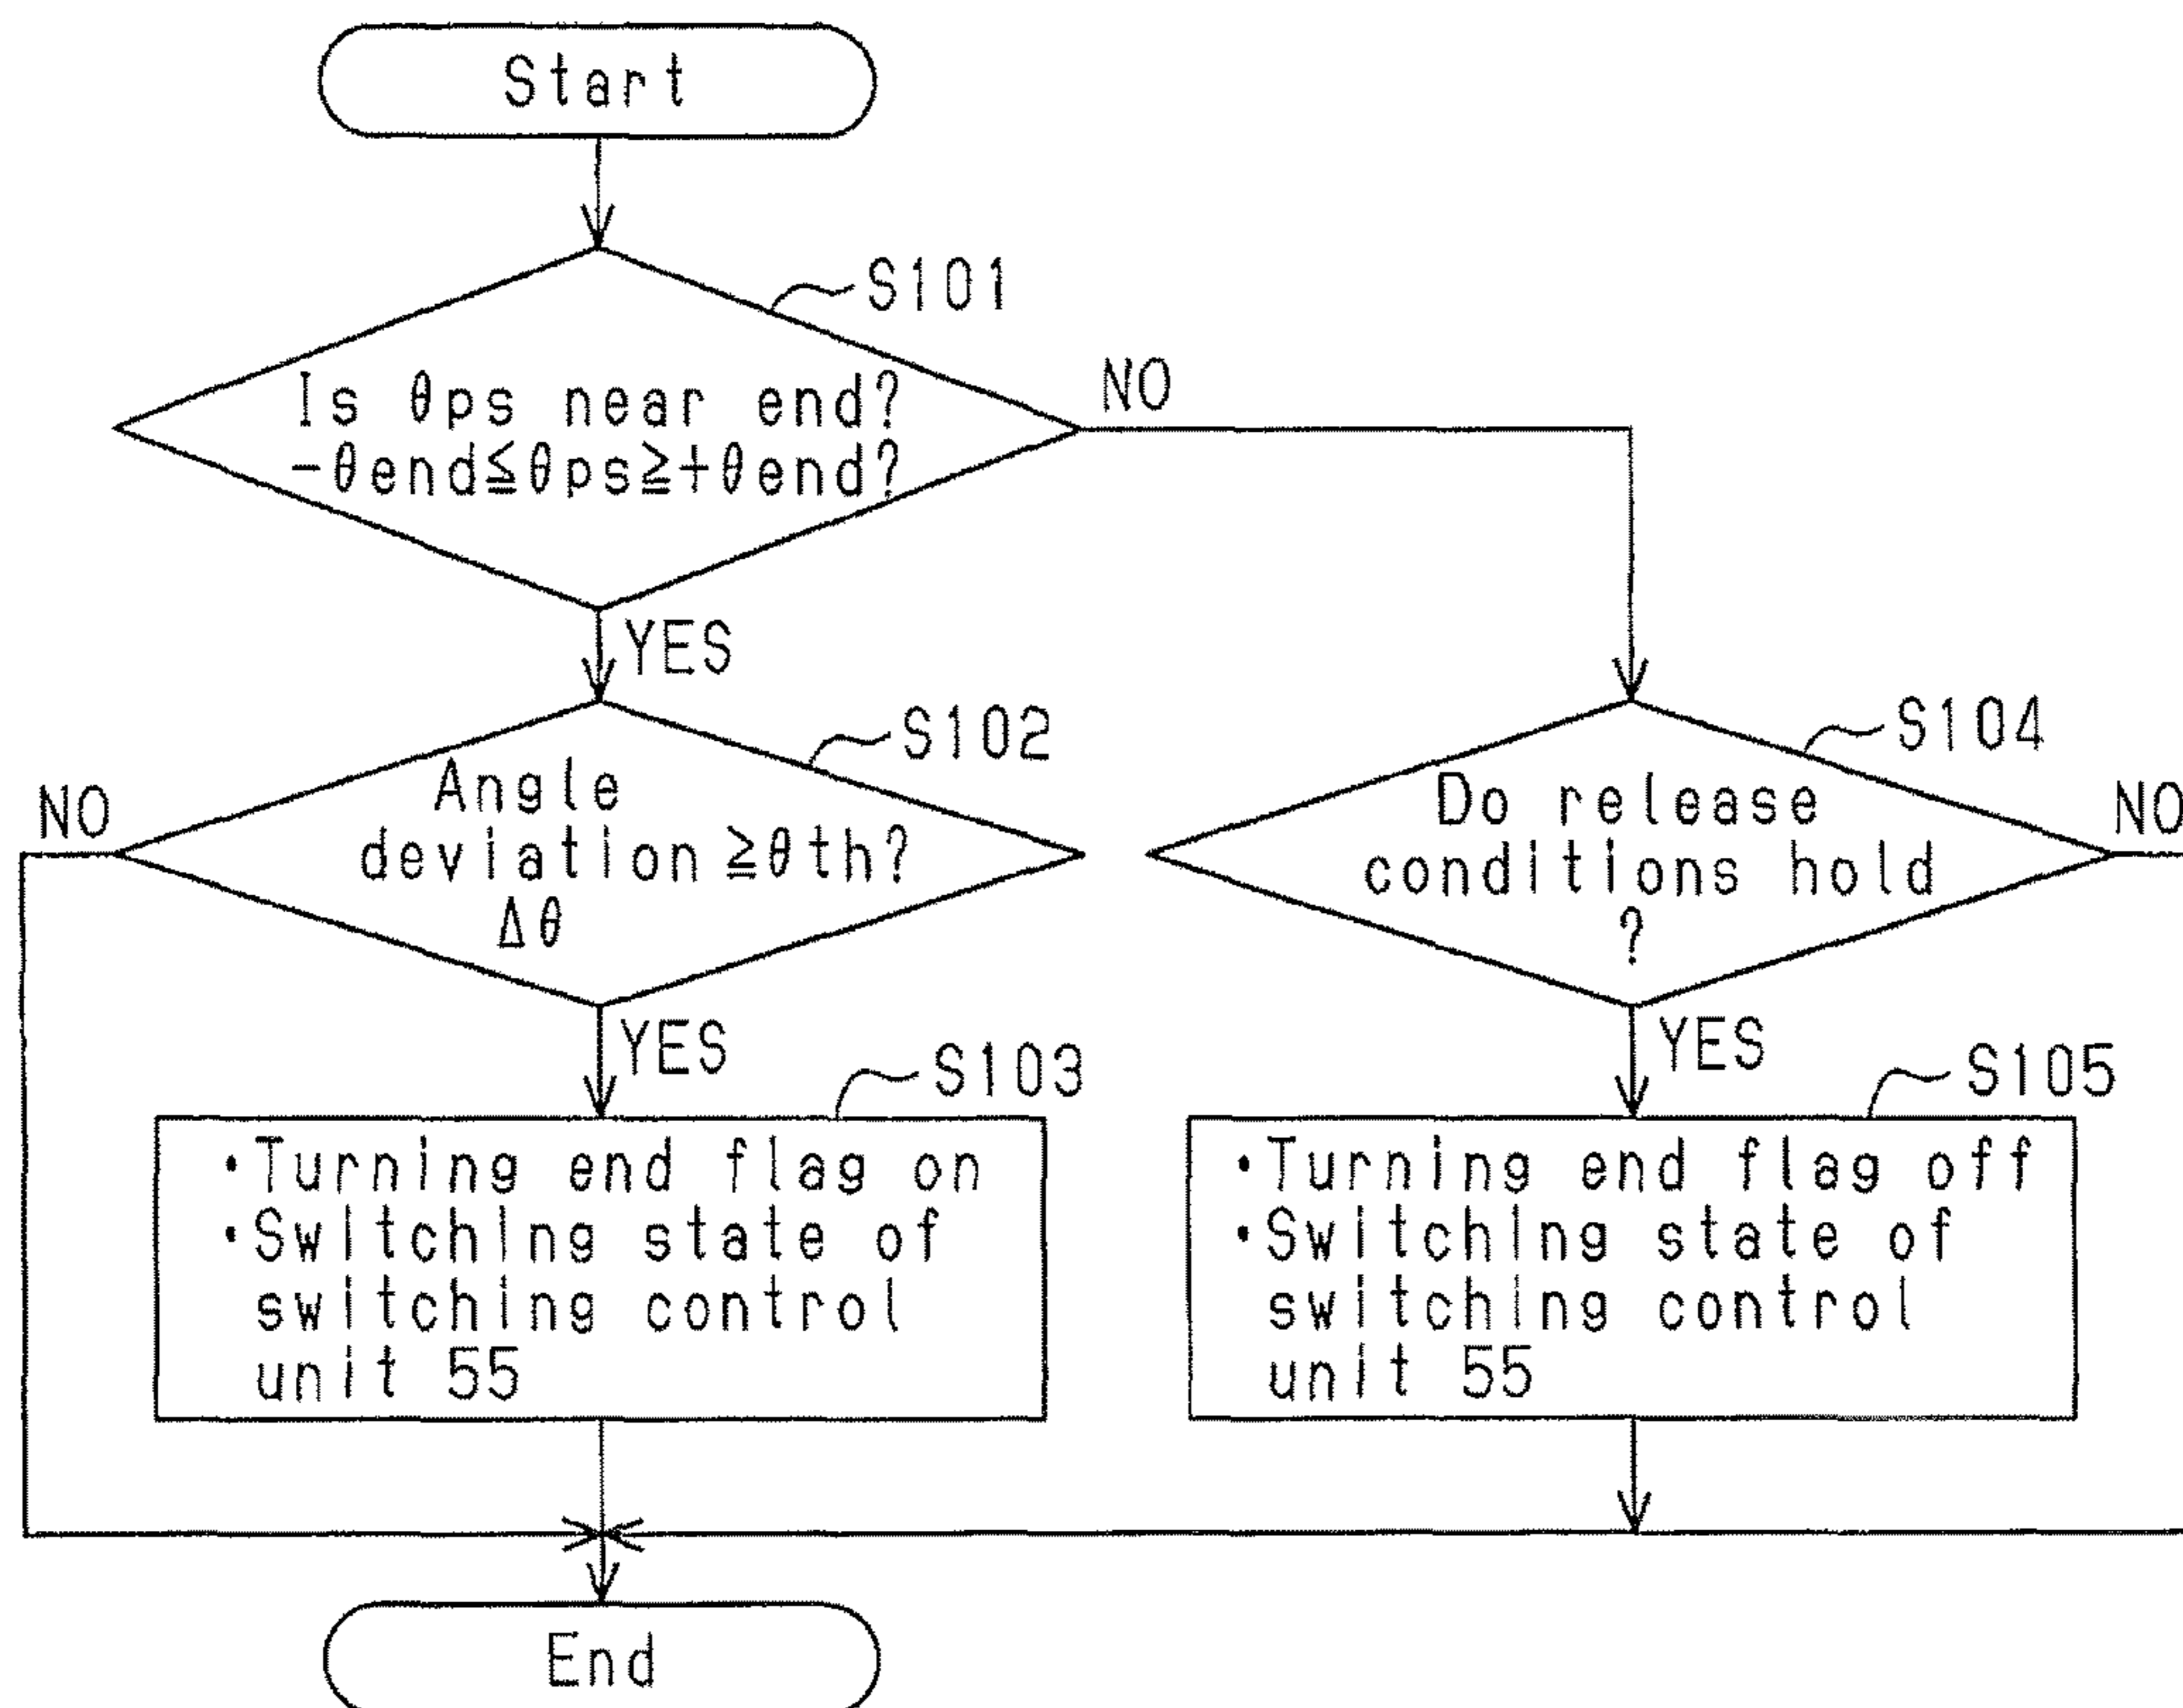 Start
S101
Is θps near end?
-θend≦θps≧+θend?
NO
YES
S102
Angle
deviation ≧θth?
Δθ
NO
YES
S104
Do release
conditions hold
?
NO
YES
S103
・Turning end flag on
・Switching state of
switching control
unit 55
S105
・Turning end flag off
・Switching state of
switching control
unit 55
End